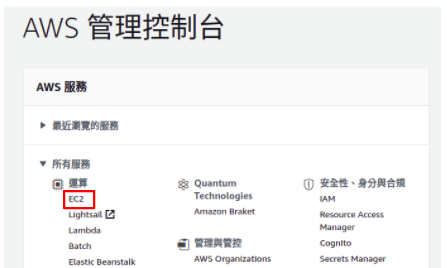 AWS 管理控制台
AWS 服務
最近瀏覽的服務
所有服務
運算
EC2
Lightsail
Lambda
Batch
Elastic Beanstalk
Quantum
Technologies
Amazon Braket
管理與管控
AWS Organizations
安全性、身分與合規
IAM
Resource Access
Manager
Cognito
Secrets Manager